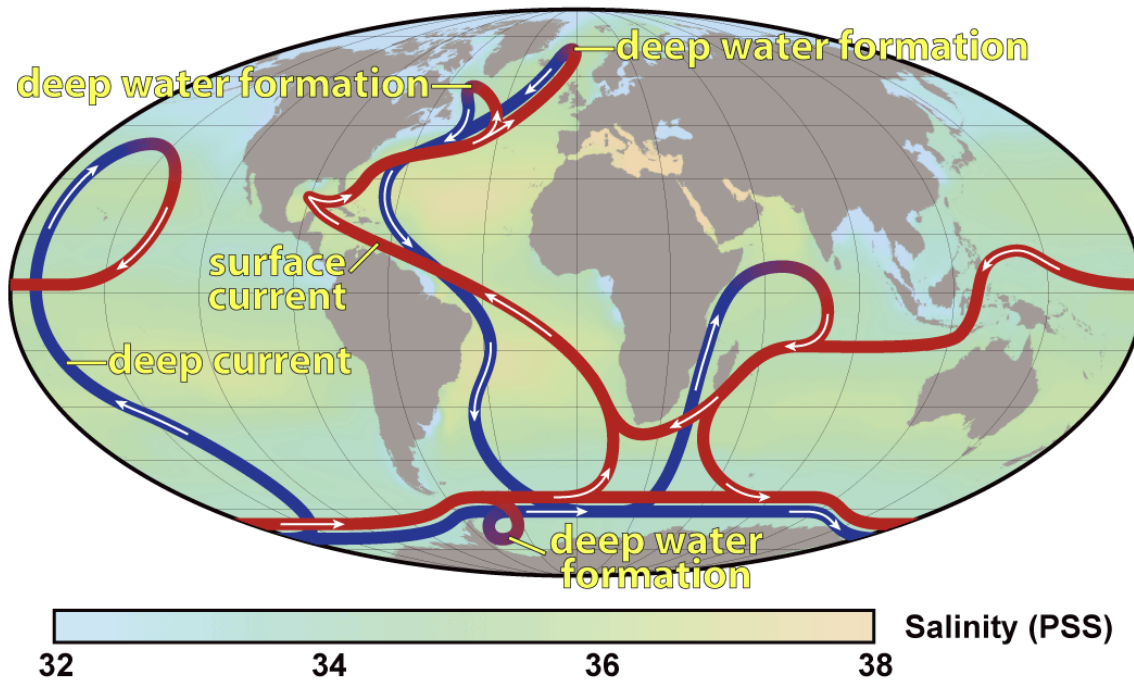 deep water formation
deep water formation
surface
current
deep current
deep water
formation
Salinity (PSS)
32
34
36
38